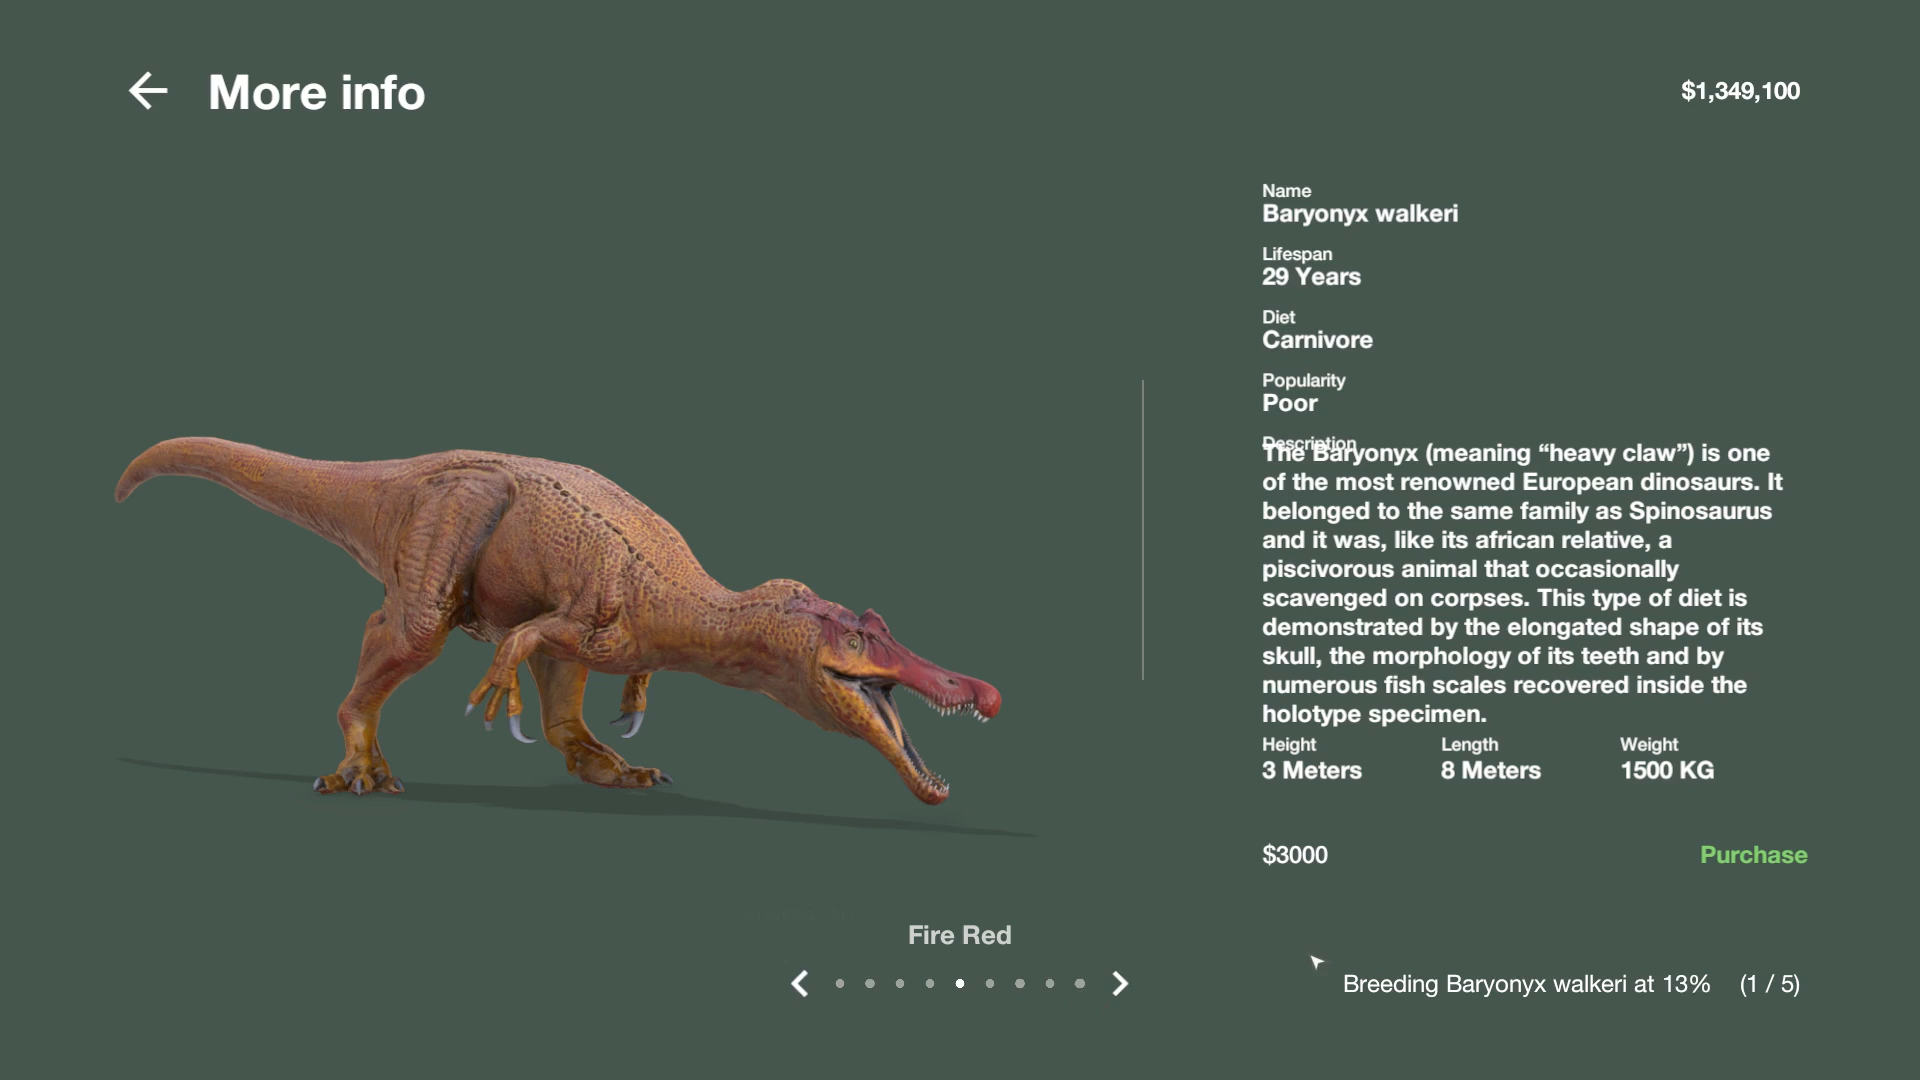 More info
$1,349,100
Name
Baryonyx walkeri
Lifespan
29 Years
Diet
Carnivore
Popularity
Poor
Description
The Baryonyx (meaning “heavy claw”) is one
of the most renowned European dinosaurs. It
belonged to the same family as Spinosaurus
and it was, like its african relative, a
piscivorous animal that occasionally
scavenged on corpses. This type of diet is
demonstrated by the elongated shape of its
skull, the morphology of its teeth and by
numerous fish scales recovered inside the
holotype specimen.
Height Length Weight
3 Meters 8 Meters 1500 KG
$3000 Purchase
Fire Red
Breeding Baryonyx walkeri at 13% (1 / 5)